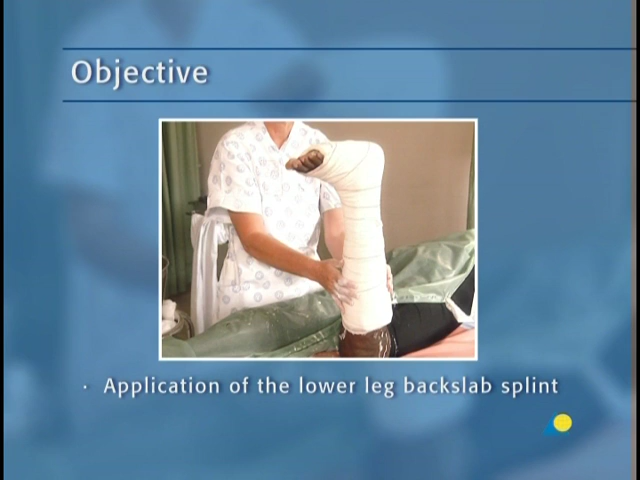 Objective
· Application of the lower leg backslab splint